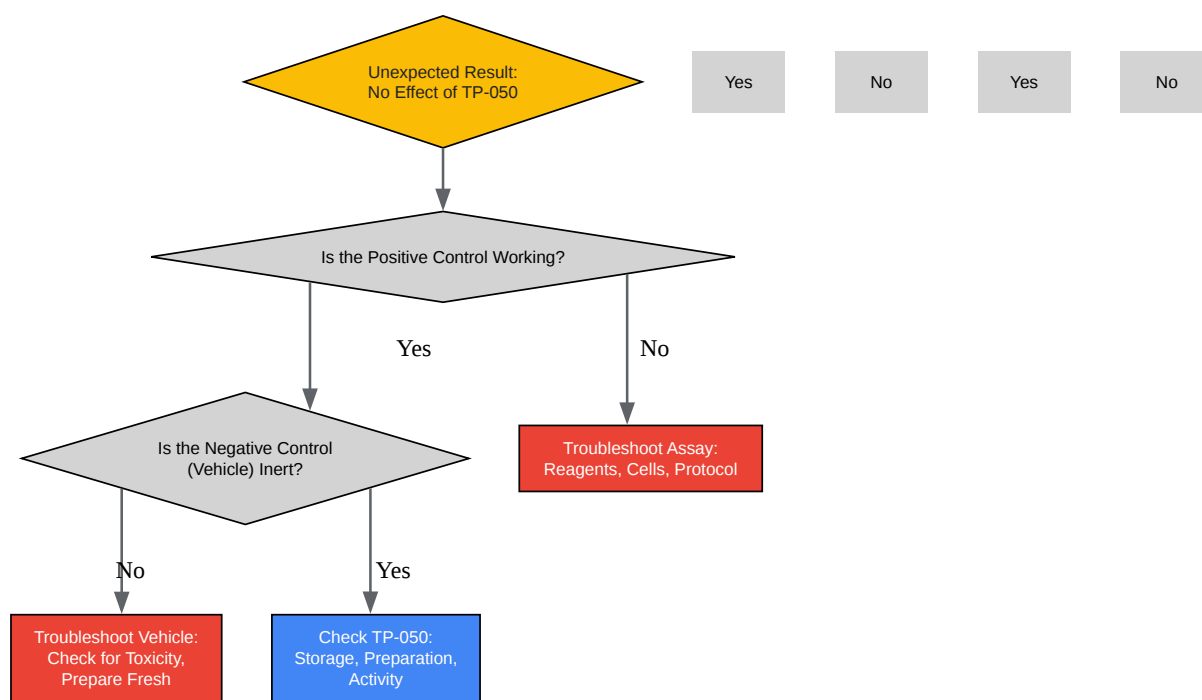 Unexpected Result:
No Effect of TP-050
Yes
No
Yes
No
Is the Positive Control Working?
Yes
No
Is the Negative Control
(Vehicle) Inert?
Troubleshoot Assay:
Reagents, Cells, Protocol
No
Yes
Troubleshoot Vehicle:
Check for Toxicity,
Prepare Fresh
Check TP-050:
Storage, Preparation,
Activity